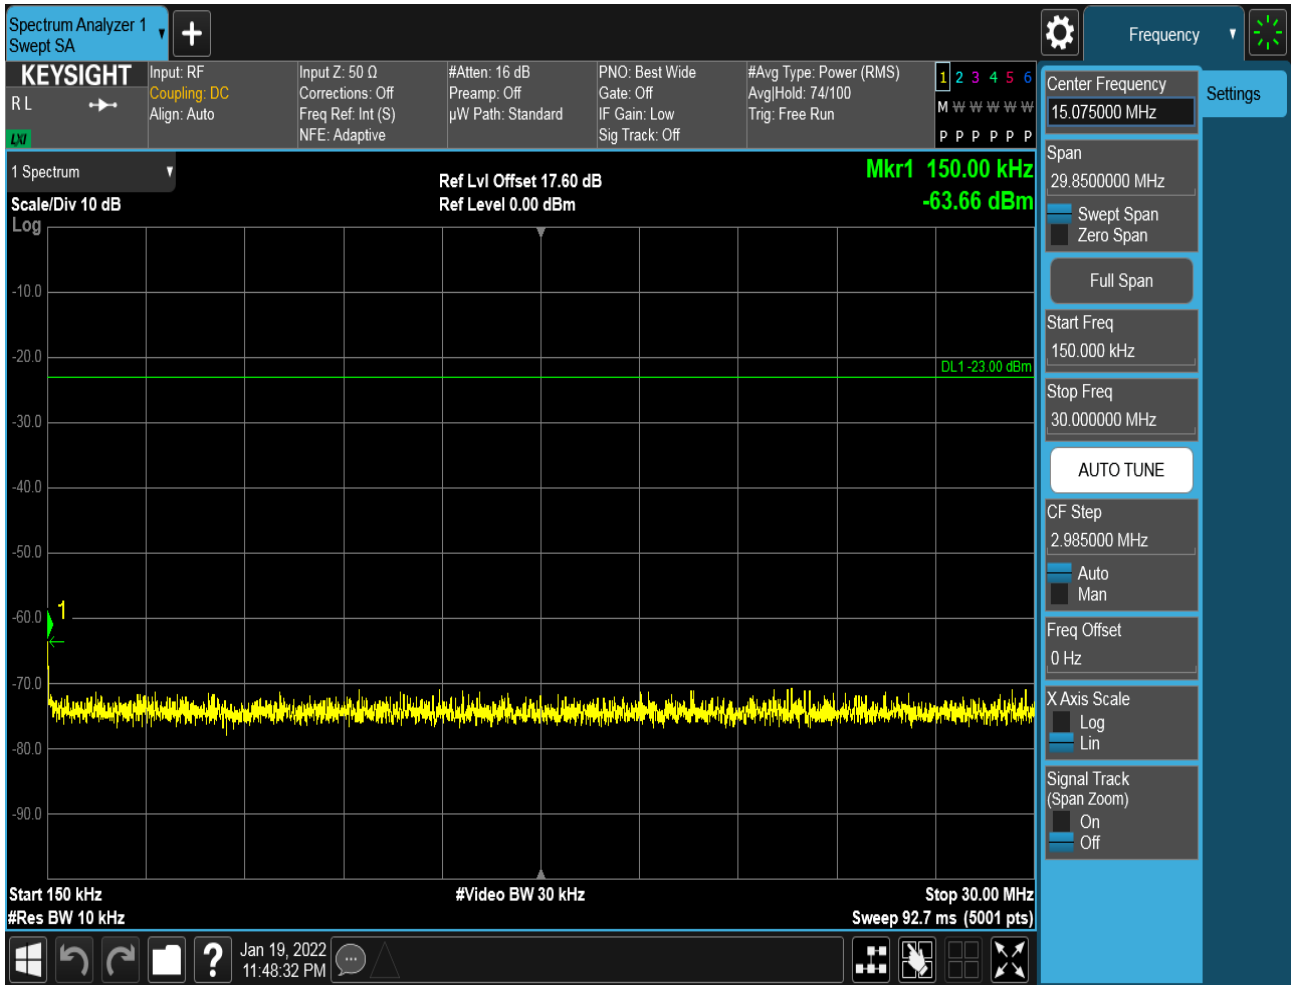 Spectrum Analyzer 1
Swept SA
Frequency
KEYSIGHT
R L
LXI
Input: RF
Coupling: DC
Align: Auto
Input Z: 50 Ω
Corrections: Off
Freq Ref: Int (S)
NFE: Adaptive
#Atten: 16 dB
Preamp: Off
µW Path: Standard
PNO: Best Wide
Gate: Off
IF Gain: Low
Sig Track: Off
#Avg Type: Power (RMS)
Avg|Hold: 74/100
Trig: Free Run
1 2 3 4 5 6
M W W W W W
P P P P P P
1 Spectrum
Scale/Div 10 dB
Log
Ref Lvl Offset 17.60 dB
Ref Level 0.00 dBm
Mkr1 150.00 kHz
-63.66 dBm
-10.0
-20.0
DL1 -23.00 dBm
-30.0
-40.0
-50.0
-60.0
1
-70.0
-80.0
-90.0
Start 150 kHz
#Video BW 30 kHz
Stop 30.00 MHz
#Res BW 10 kHz
Sweep 92.7 ms (5001 pts)
Jan 19, 2022
11:48:32 PM
Center Frequency
15.075000 MHz
Settings
Span
29.8500000 MHz
Swept Span
Zero Span
Full Span
Start Freq
150.000 kHz
Stop Freq
30.000000 MHz
AUTO TUNE
CF Step
2.985000 MHz
Auto
Man
Freq Offset
0 Hz
X Axis Scale
Log
Lin
Signal Track
(Span Zoom)
On
Off